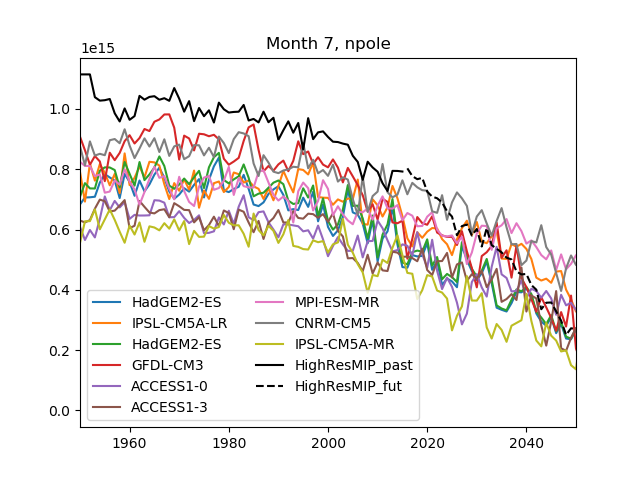 Month 7, npole
1e15
1.0
0.8
0.6
0.4
0.2
0.0
HadGEM2-ES
IPSL-CM5A-LR
HadGEM2-ES
GFDL-CM3
ACCESS1-0
ACCESS1-3
MPI-ESM-MR
CNRM-CM5
IPSL-CM5A-MR
HighResMIP_past
HighResMIP_fut
1960 1980 2000 2020 2040